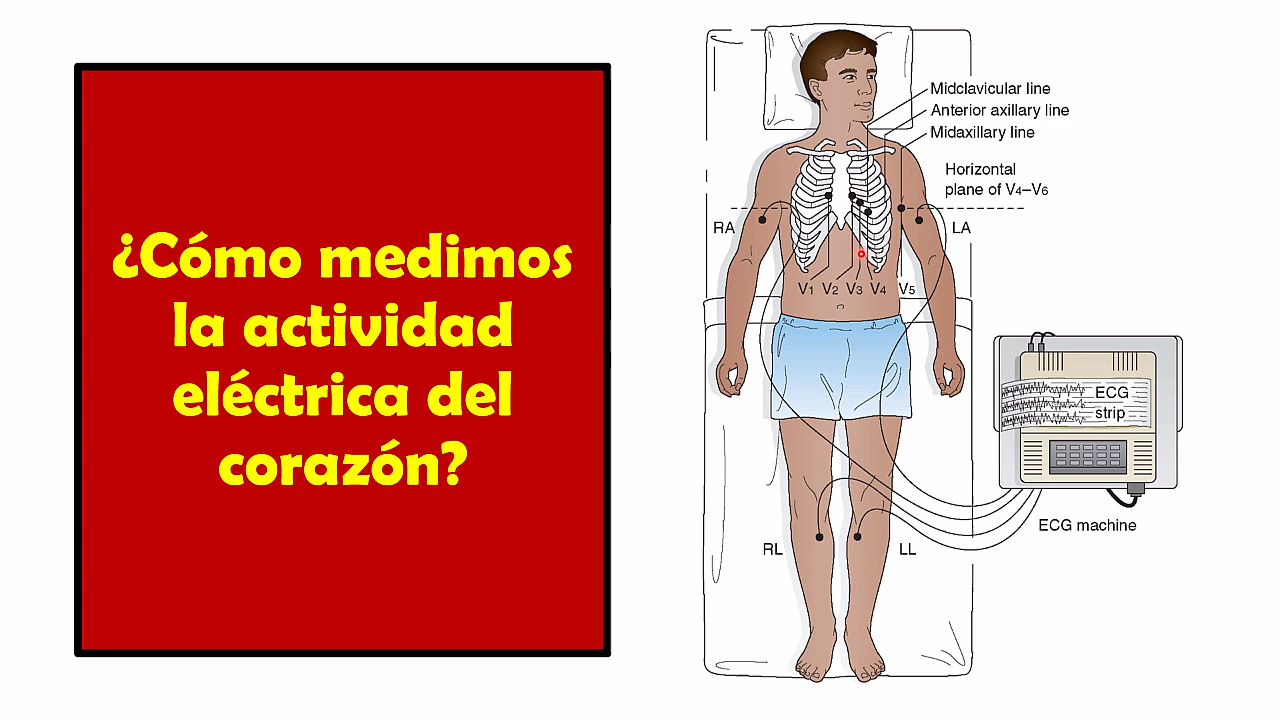 ¿Cómo medimos
la actividad
eléctrica del
corazón?
Midclavicular line
Anterior axillary line
Midaxillary line
Horizontal
plane of V4–V6
RA
LA
V1 V2 V3 V4 V5
ECG
strip
ECG machine
RL
LL